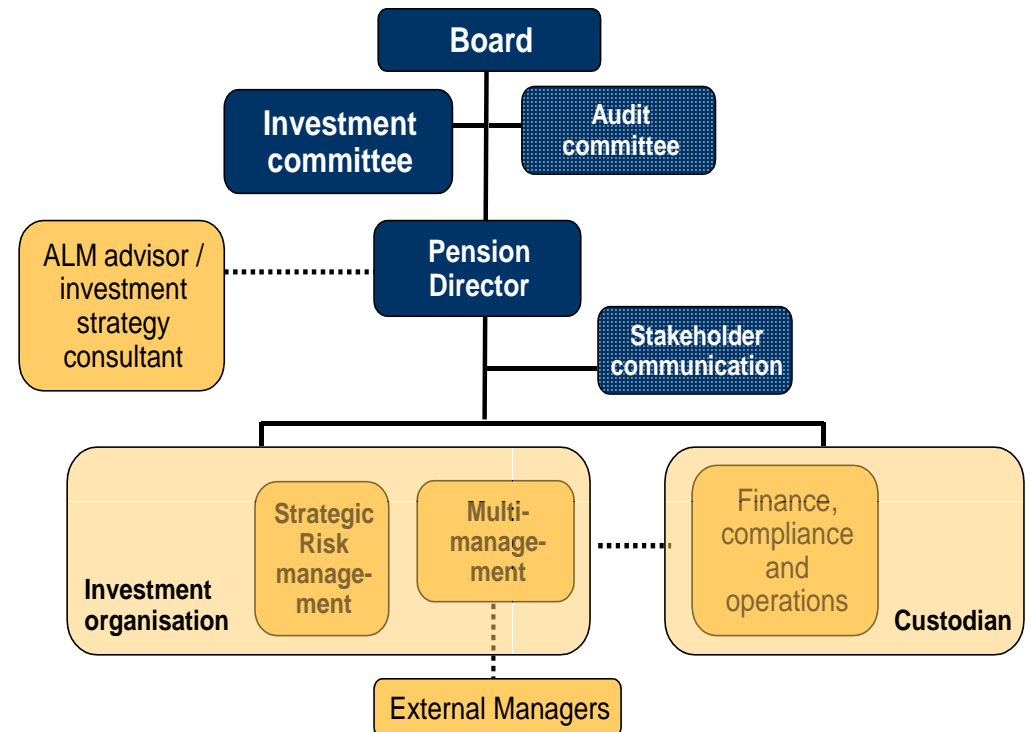 Board
Investment
committee
Audit
committee
ALM advisor /
investment
strategy
consultant
Pension
Director
Stakeholder
communication
Strategic
Risk
manage-
ment
Multi-
manage-
ment
Investment
organisation
Finance,
compliance
and
operations
Custodian
External Managers